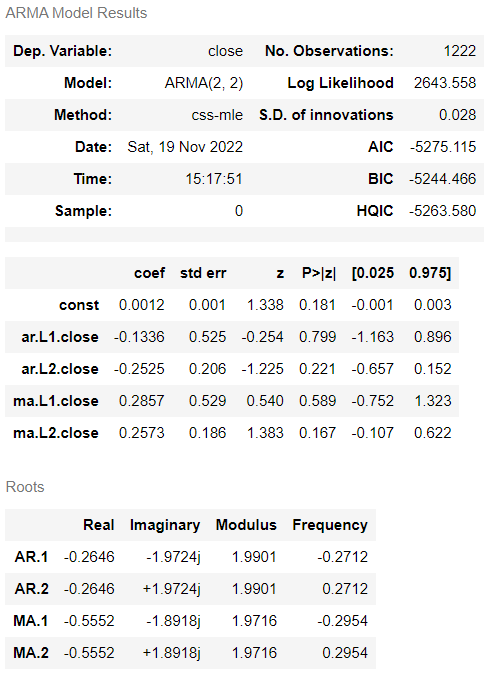 ARMA Model Results
Dep. Variable: close No. Observations: 1222
Model: ARMA(2, 2) Log Likelihood 2643.558
Method: css-mle S.D. of innovations 0.028
Date: Sat, 19 Nov 2022 AIC -5275.115
Time: 15:17:51 BIC -5244.466
Sample: 0 HQIC -5263.580
coef std err z P>|z| [0.025 0.975]
const 0.0012 0.001 1.338 0.181 -0.001 0.003
ar.L1.close -0.1336 0.525 -0.254 0.799 -1.163 0.896
ar.L2.close -0.2525 0.206 -1.225 0.221 -0.657 0.152
ma.L1.close 0.2857 0.529 0.540 0.589 -0.752 1.323
ma.L2.close 0.2573 0.186 1.383 0.167 -0.107 0.622
Roots
Real Imaginary Modulus Frequency
AR.1 -0.2646 -1.9724j 1.9901 -0.2712
AR.2 -0.2646 +1.9724j 1.9901 0.2712
MA.1 -0.5552 -1.8918j 1.9716 -0.2954
MA.2 -0.5552 +1.8918j 1.9716 0.2954